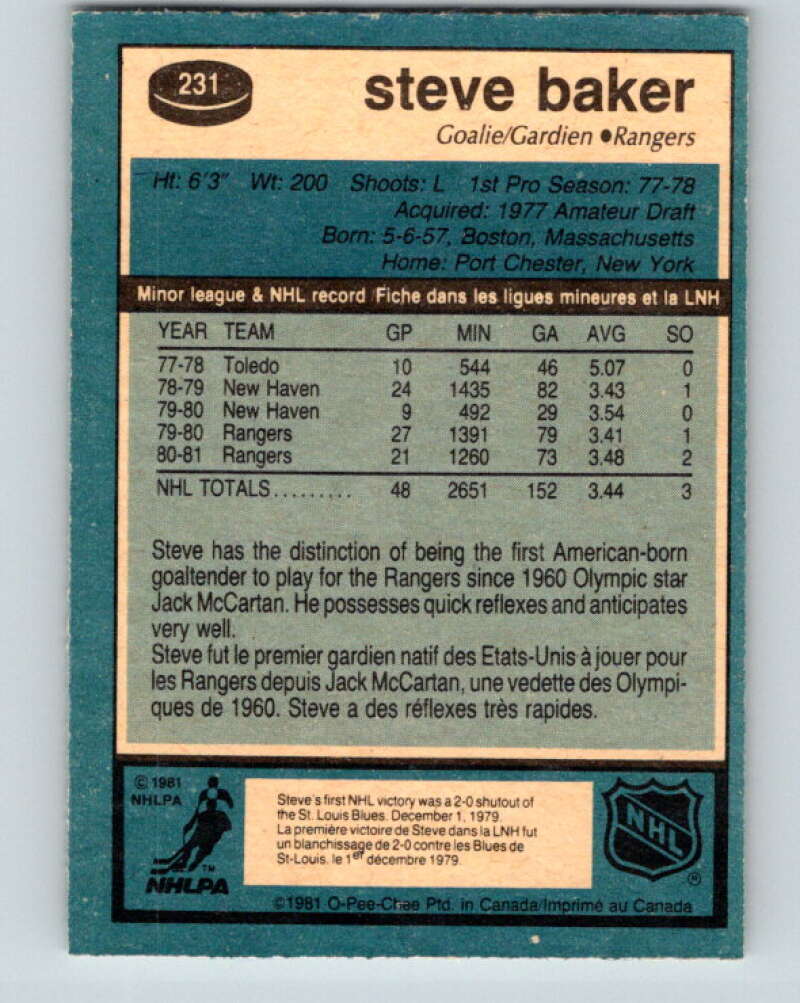 231
steve baker
Goalie/Gardien ●Rangers
Ht: 6'3" Wt: 200 Shoots: L 1st Pro Season: 77-78
Acquired: 1977 Amateur Draft
Born: 5-6-57, Boston, Massachusetts
Home: Port Chester, New York
Minor league & NHL record Fiche dans les ligues mineures et la LNH
YEAR TEAM GP MIN GA AVG SO
77-78 Toledo 10 544 46 5.07 0
78-79 New Haven 24 1435 82 3.43 1
79-80 New Haven 9 492 29 3.54 0
79-80 Rangers 27 1391 79 3.41 1
80-81 Rangers 21 1260 73 3.48 2
NHL TOTALS......... 48 2651 152 3.44 3
Steve has the distinction of being the first American-born
goaltender to play for the Rangers since 1960 Olympic star
Jack McCartan. He possesses quick reflexes and anticipates
very well.
Steve fut le premier gardien natif des Etats-Unis à jouer pour
les Rangers depuis Jack McCartan, une vedette des Olympi-
ques de 1960. Steve a des réflexes très rapides.
© 1981
NHLPA
TM
NHLPA
Steve's first NHL victory was a 2-0 shutout of
the St. Louis Blues. December 1, 1979.
La première victoire de Steve dans la LNH fut
un blanchissage de 2-0 contre les Blues de
St-Louis. le 1er décembre 1979.
NHL
®
©1981 O-Pee-Chee Ptd. in Canada/Imprimé au Canada